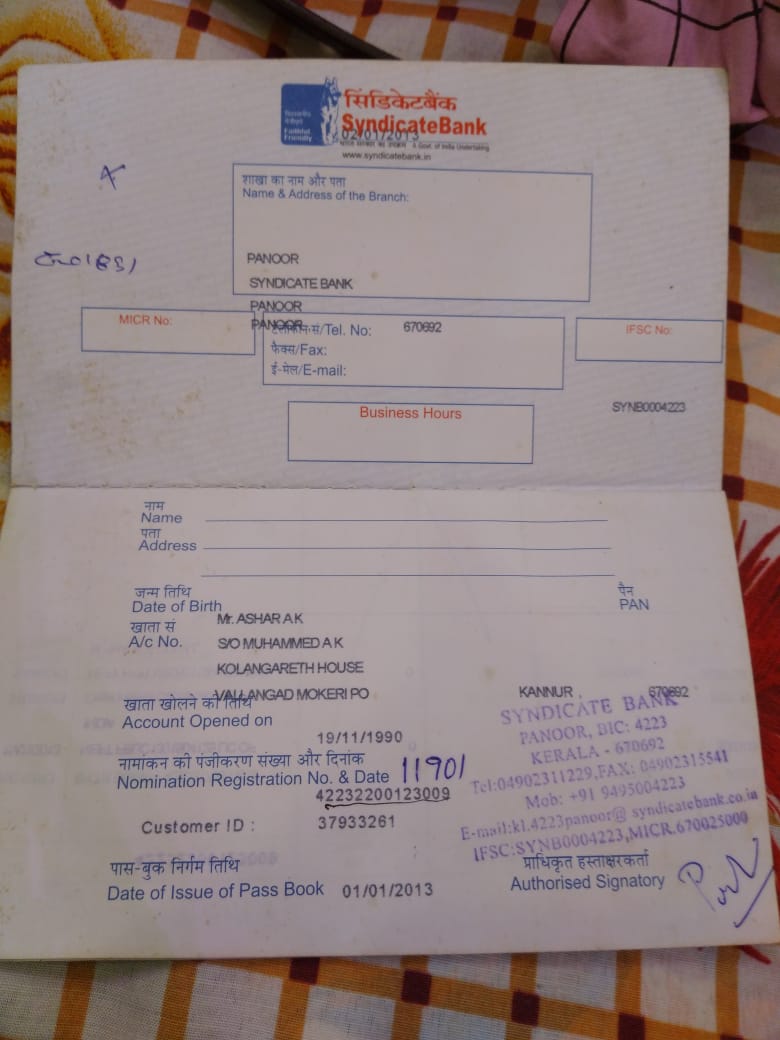 सिंडिकेटबैंक
SyndicateBank
Faithful
Friendly
02/01/2013
भारत सरकार का उपक्रम A Govt. of India Undertaking
www.syndicatebank.in
शाखा का नाम और पता
Name & Address of the Branch:
PANOOR
SYNDICATE BANK
PANOOR
MICR No:
PANOOR
टेलीफोन सं/Tel. No: 670692
IFSC No:
फैक्स/Fax:
ई-मेल/E-mail:
SYNB0004223
Business Hours
नाम
Name
पता
Address
जन्म तिथि
Date of Birth
पैन
PAN
Mr. ASHAR A K
खाता सं
A/c No.
S/O MUHAMMED A K
KOLANGARETH HOUSE
VALLANGAD MOKERI PO KANNUR 670692
खाता खोलने की तिथि
Account Opened on
19/11/1990
नामांकन की पंजीकरण संख्या और दिनांक
Nomination Registration No. & Date 11901
42232200123009
Customer ID : 37933261
SYNDICATE BANK
PANOOR, BIC: 4223
KERALA - 670692
Tel:04902311229,FAX: 04902315541
Mob: +91 9495004223
E-mail:kl.4223panoor@ syndicatebank.co.in
IFSC:SYNB0004223,MICR.670025000
पास-बुक निर्गम तिथि
Date of Issue of Pass Book 01/01/2013
प्राधिकृत हस्ताक्षरकर्ता
Authorised Signatory